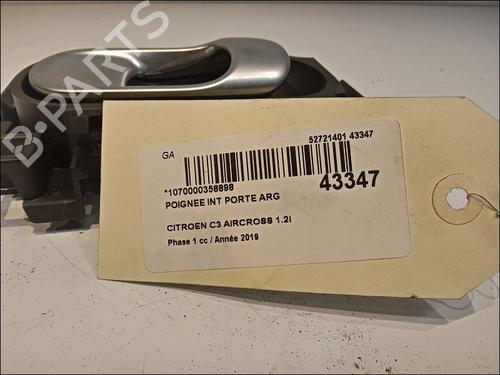 B-PARTS
GA
52721401 43347
*1070000358898
43347
POIGNEE INT PORTE ARG
CITROEN C3 AIRCROSS 1.2i
Phase 1 cc / Année 2019